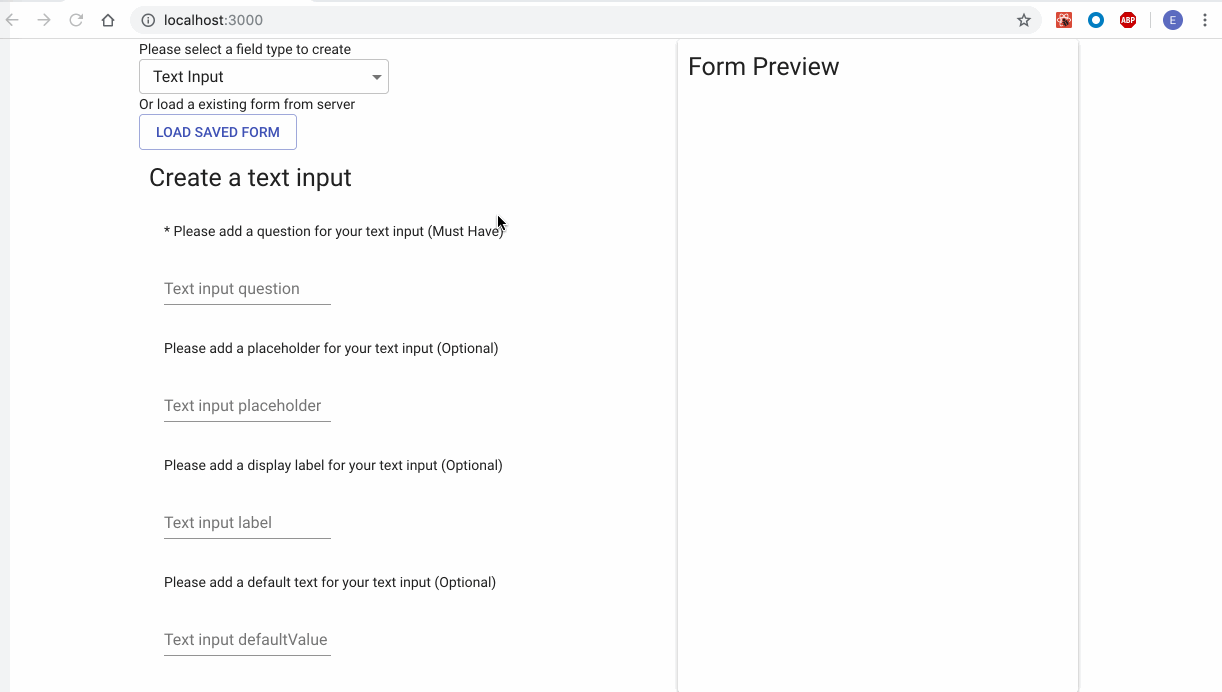 localhost:3000
ABP
E
Please select a field type to create
Text Input
Or load a existing form from server
LOAD SAVED FORM
Create a text input
* Please add a question for your text input (Must Have)
Text input question
Please add a placeholder for your text input (Optional)
Text input placeholder
Please add a display label for your text input (Optional)
Text input label
Please add a default text for your text input (Optional)
Text input defaultValue
Form Preview